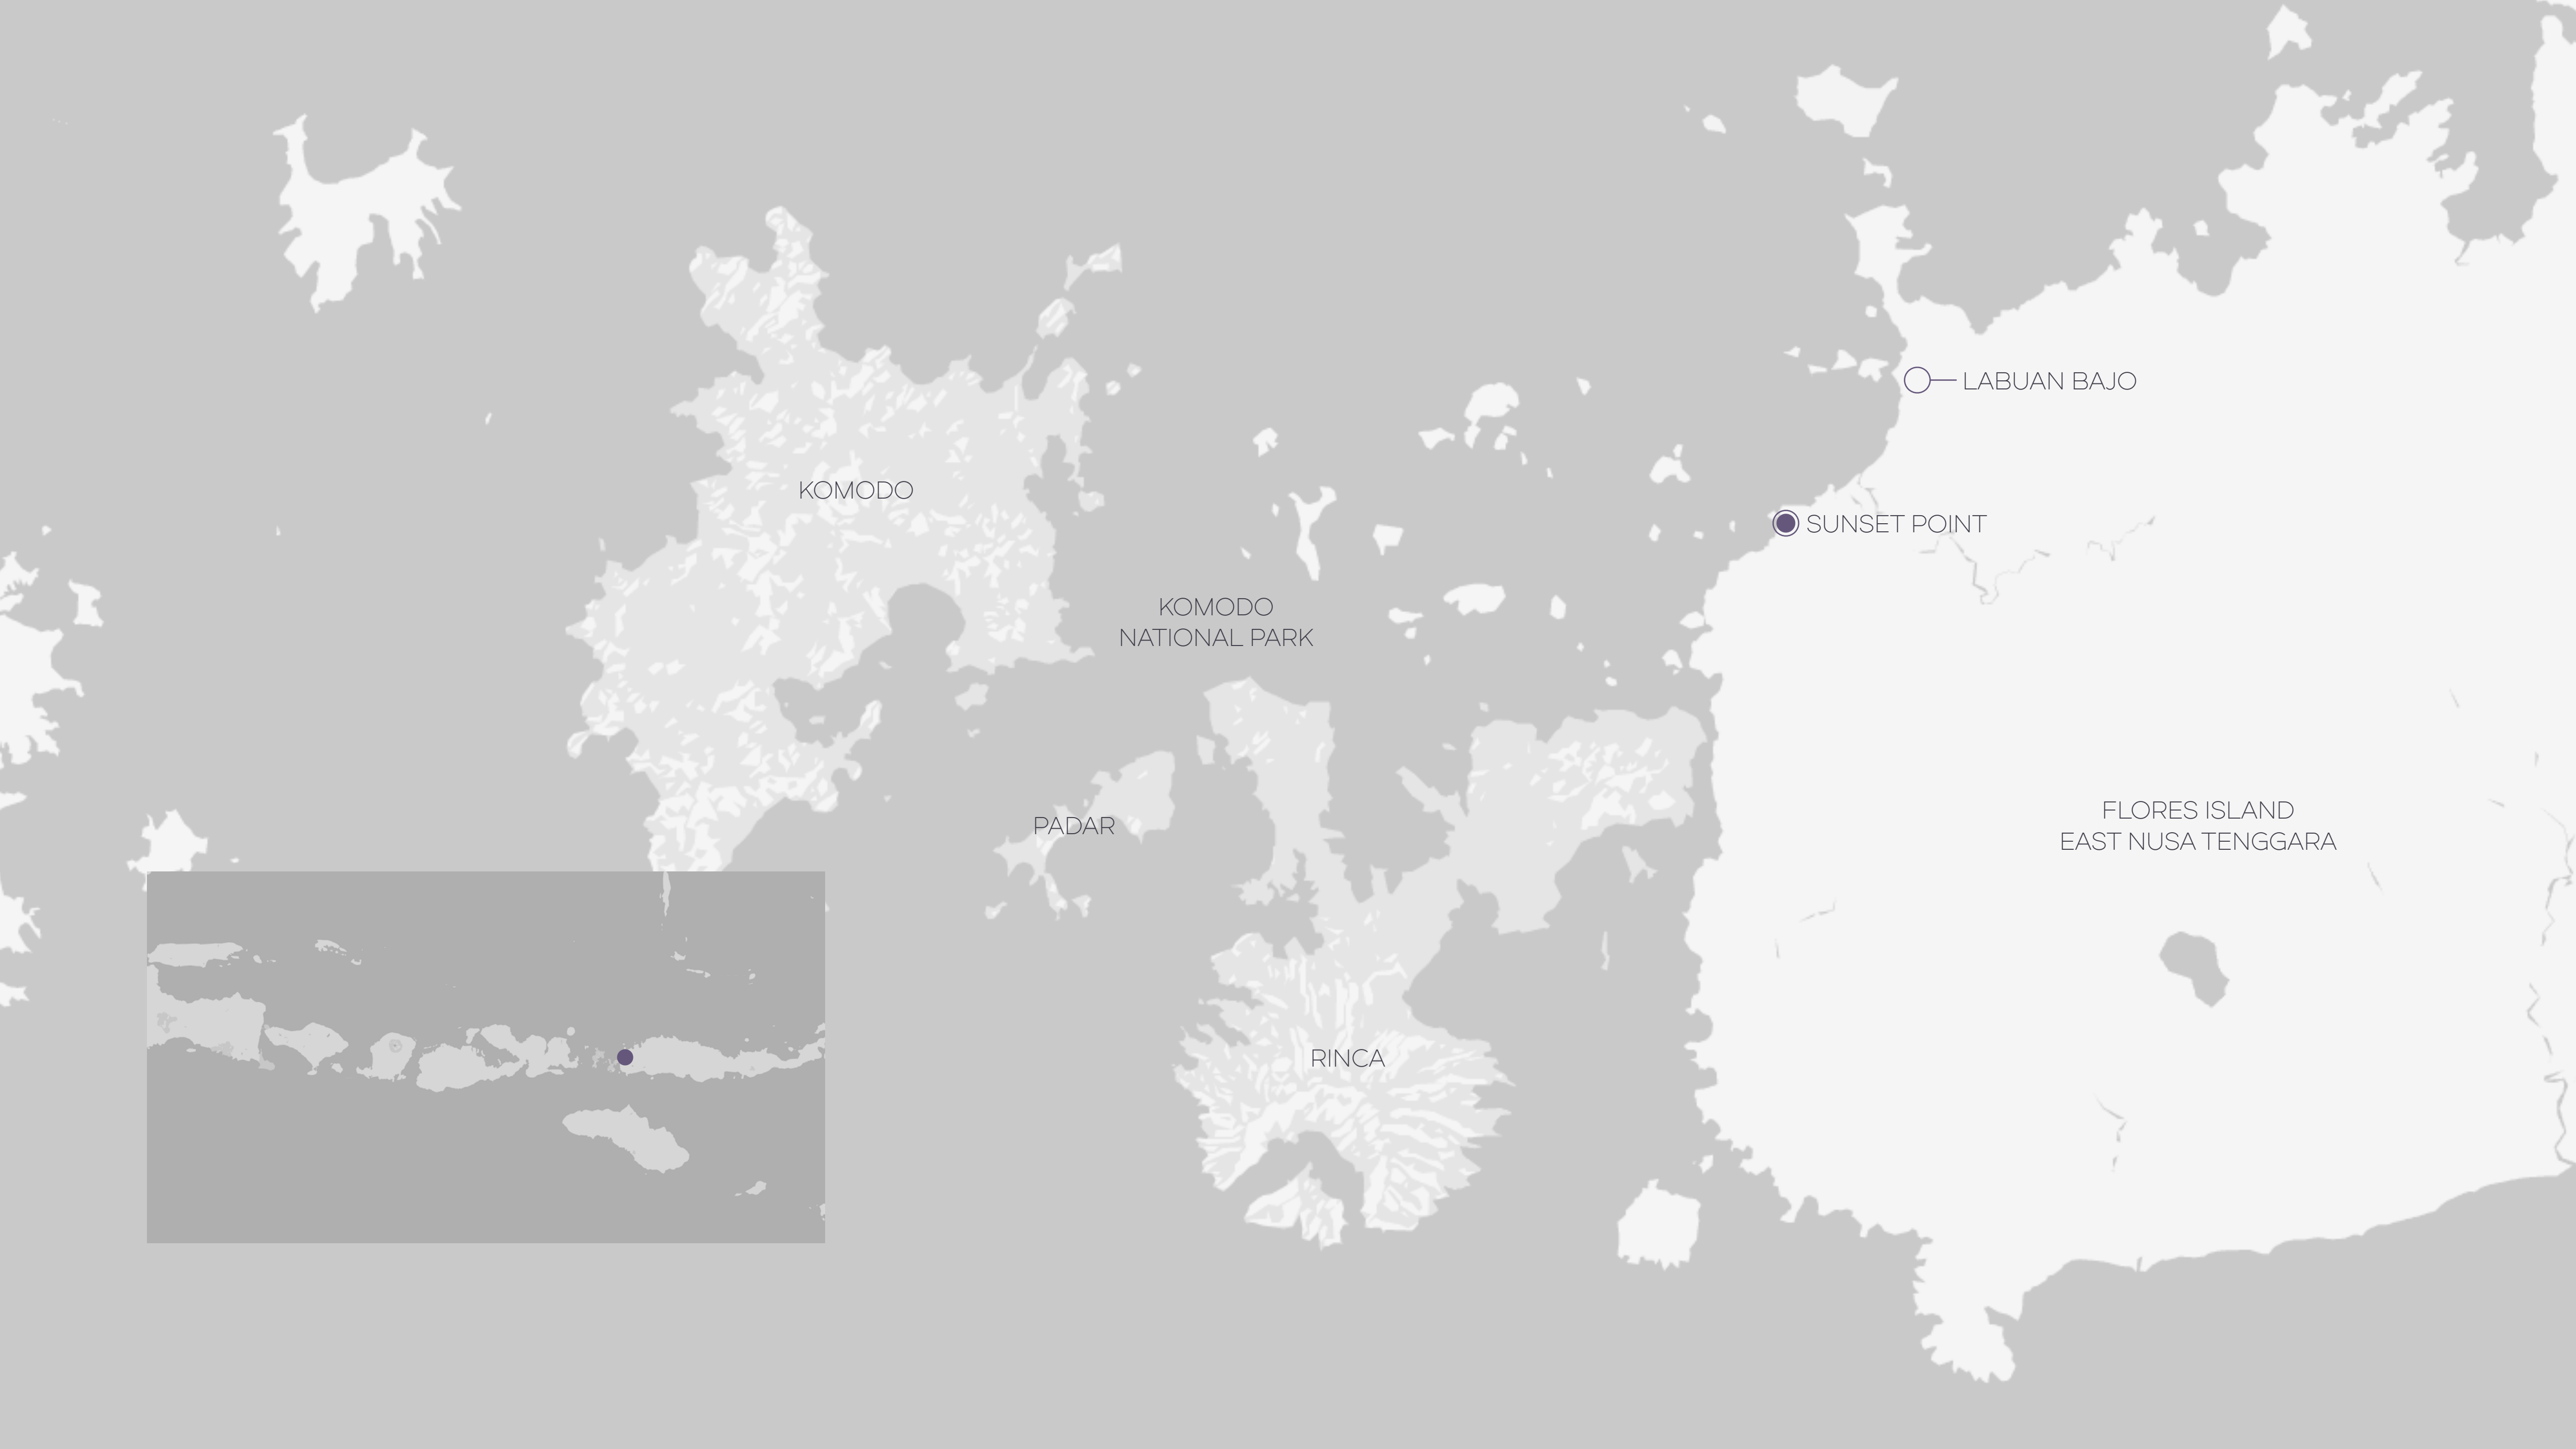 LABUAN BAJO
KOMODO
SUNSET POINT
KOMODO
NATIONAL PARK
PADAR
FLORES ISLAND
EAST NUSA TENGGARA
RINCA